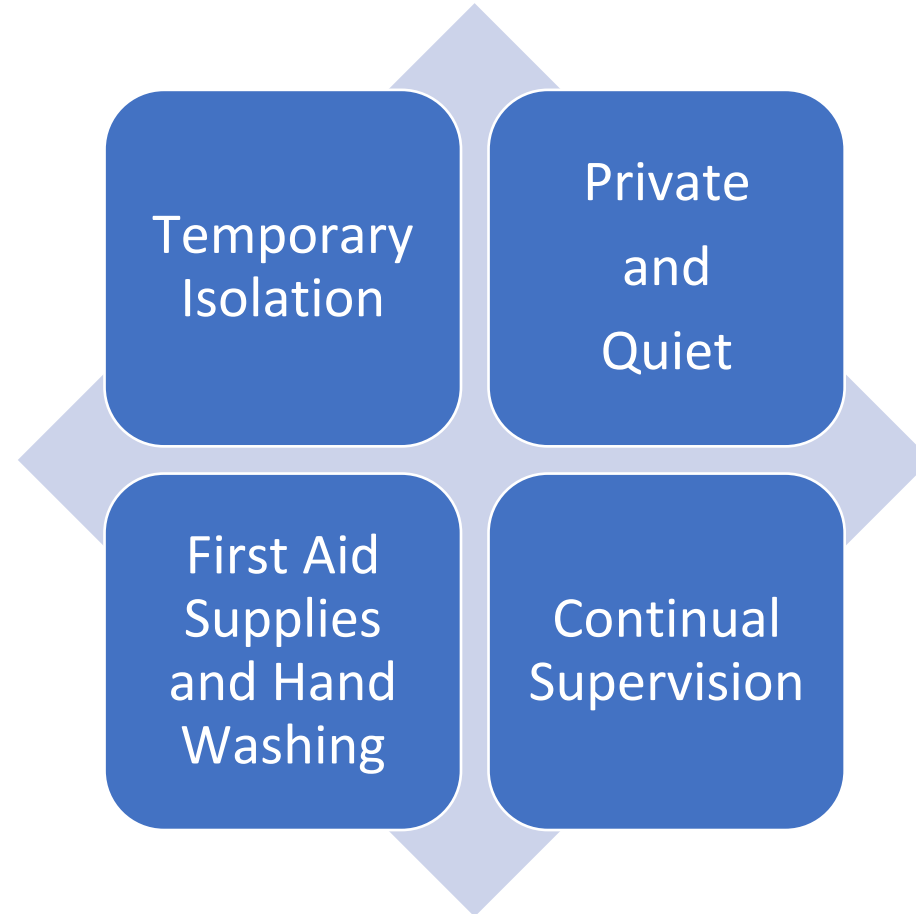 Temporary
Isolation
Private
and
Quiet
First Aid
Supplies
and Hand
Washing
Continual
Supervision